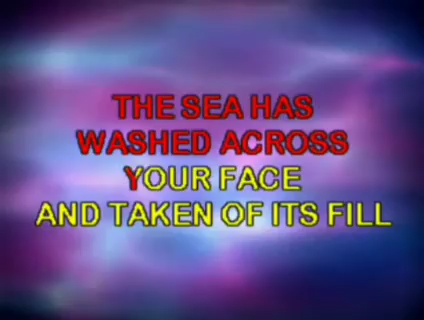 THE SEA HAS
WASHED ACROSS
YOUR FACE
AND TAKEN OF ITS FILL